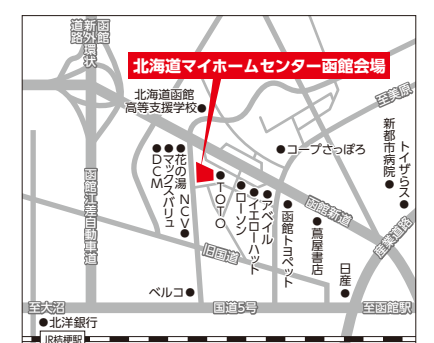 函館
新外環状
道路
北海道マイホームセンター函館会場
北海道函館
高等支援学校
至美原
トイザらス
新都市病院
コープさっぽろ
花の湯
マックスバリュ
DCM
NCV
TOTO
ローソン
イエローハット
アベイル
函館トヨペット
蔦屋書店
日産
函館新道
産業道路
函館江差自動車道
旧国道
ベルコ
至大沼
国道5号
至函館駅
北洋銀行
JR桔梗駅